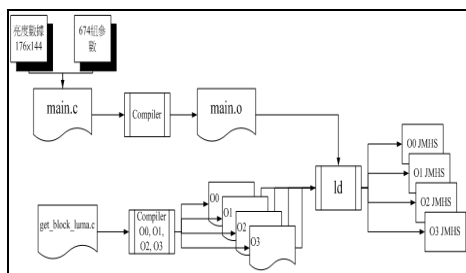 亮度數據
176x144
674組參
數
main.c
Compiler
main.o
ld
O0 JMHS
O1 JMHS
O2 JMHS
O3 JMHS
get_block_luma.c
Compiler
O0, O1,
O2, O3
O0
O1
O2
O3